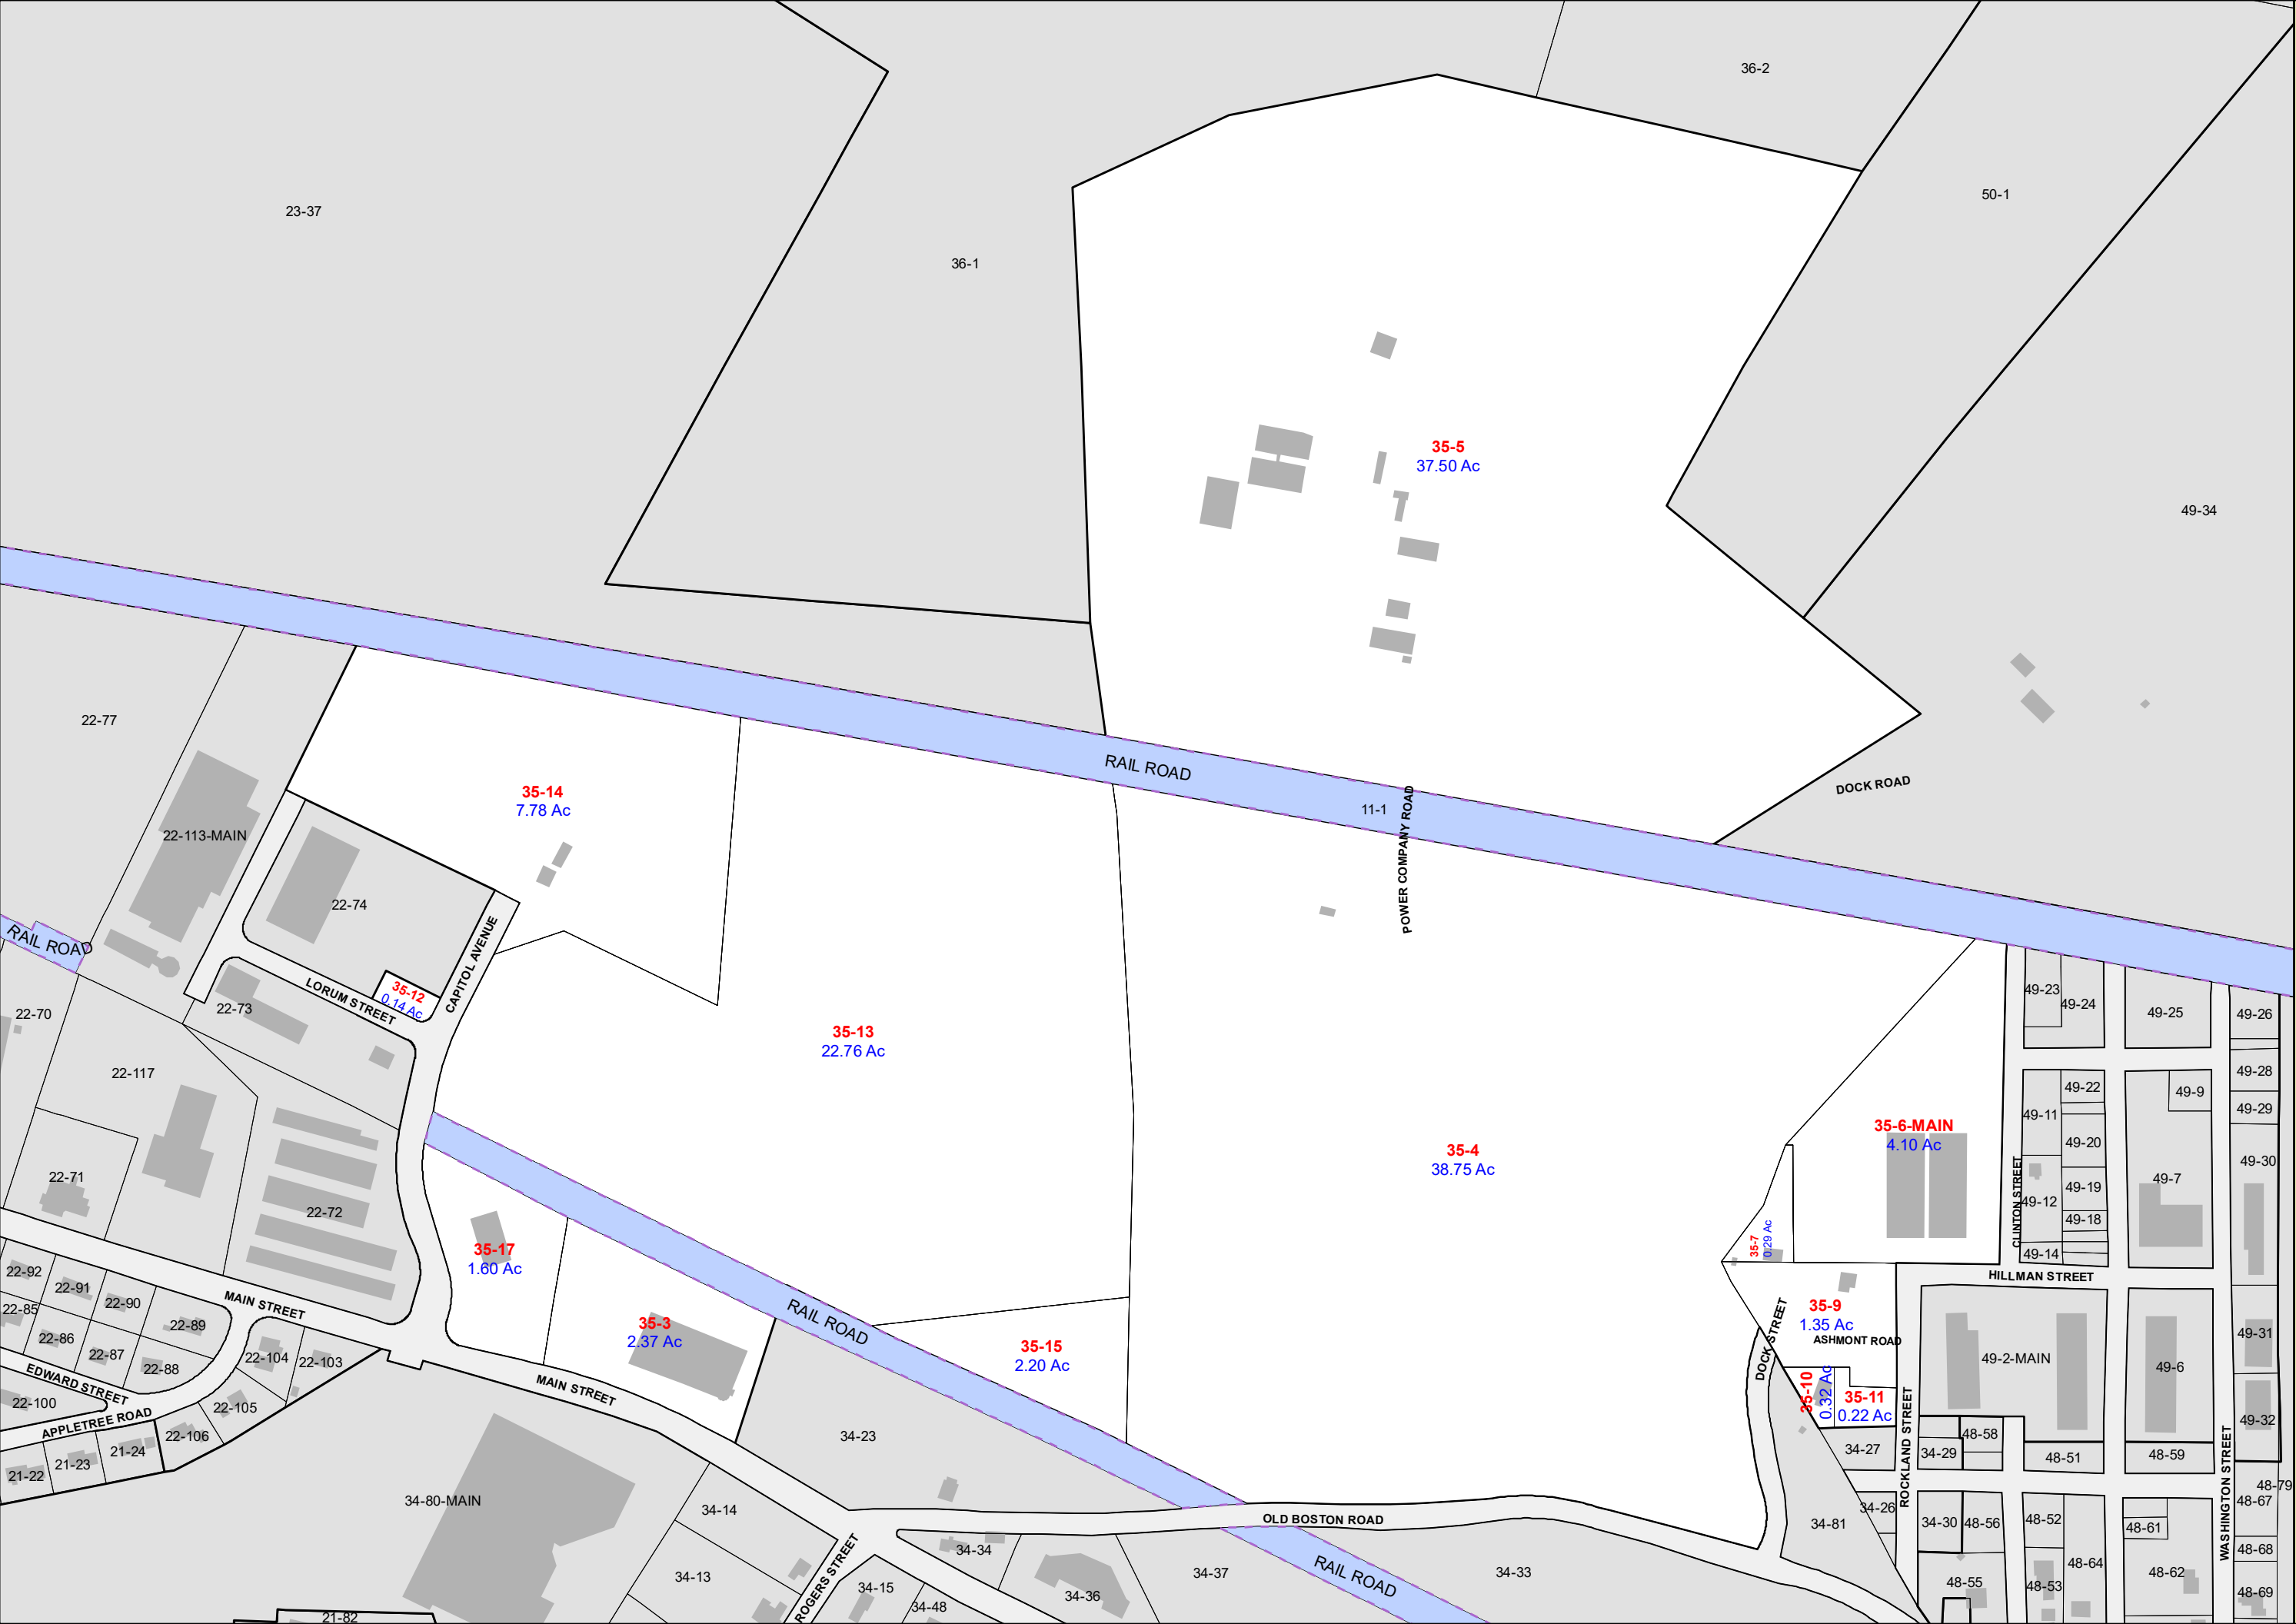 36-2
50-1
23-37
36-1
35-5
37.50 Ac
49-34
22-77
RAIL ROAD
DOCK ROAD
35-14
7.78 Ac
11-1
POWER COMPANY ROAD
22-113-MAIN
22-74
RAIL ROAD
CAPITOL AVENUE
35-12
0.14 Ac
LORUM STREET
22-73
22-70
49-23
49-24
49-25
49-26
35-13
22.76 Ac
22-117
49-28
49-22
49-9
49-29
49-11
35-6-MAIN
4.10 Ac
49-20
35-4
38.75 Ac
49-30
22-71
49-7
49-19
CLINTON STREET
49-12
22-72
49-18
35-7
0.29 Ac
35-17
1.60 Ac
49-14
22-92
22-91
HILLMAN STREET
22-90
MAIN STREET
22-85
22-89
RAIL ROAD
35-9
1.35 Ac
35-3
2.37 Ac
22-86
22-87
ASHMONT ROAD
49-31
35-15
2.20 Ac
DOCK STREET
22-88
22-104
22-103
49-2-MAIN
49-6
EDWARD STREET
MAIN STREET
35-10
0.32 Ac
35-11
0.22 Ac
22-100
22-105
APPLETREE ROAD
ROCKLAND STREET
49-32
22-106
34-23
48-58
21-24
34-27
34-29
48-51
48-59
21-23
21-22
WASHINGTON STREET
48-79
34-80-MAIN
48-67
34-14
34-26
OLD BOSTON ROAD
34-81
34-30
48-56
48-52
48-61
34-34
48-68
RAIL ROAD
34-13
34-37
34-33
48-64
48-62
ROGERS STREET
34-15
34-36
48-55
48-53
48-69
34-48
21-82